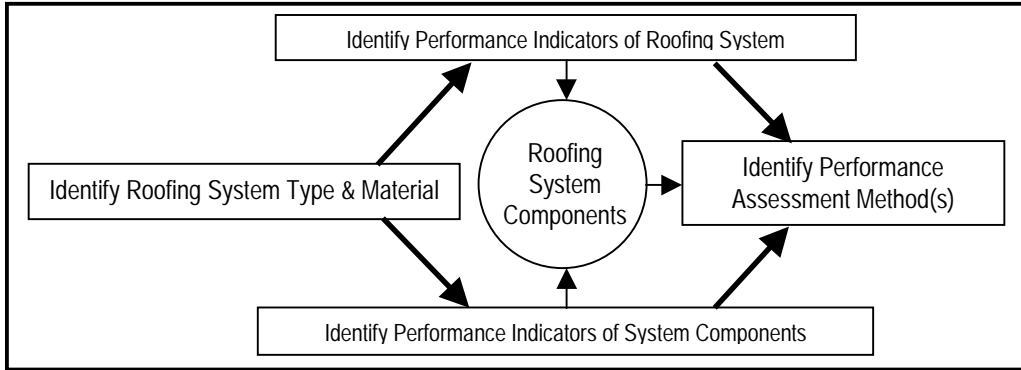 Identify Performance Indicators of Roofing System
Roofing
System
Components
Identify Roofing System Type & Material
Identify Performance
Assessment Method(s)
Identify Performance Indicators of System Components